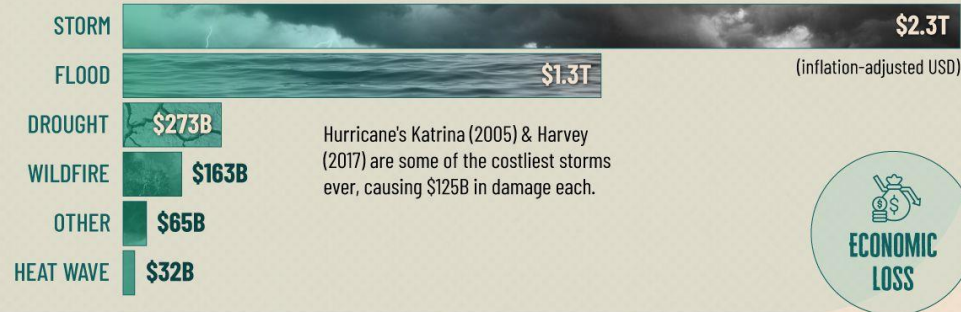 STORM
$2.3T
(inflation-adjusted USD)
FLOOD
$1.3T
DROUGHT
$273B
Hurricane's Katrina (2005) & Harvey
(2017) are some of the costliest storms
ever, causing $125B in damage each.
WILDFIRE
$163B
OTHER
$65B
HEAT WAVE
$32B
$
$
ECONOMIC
LOSS